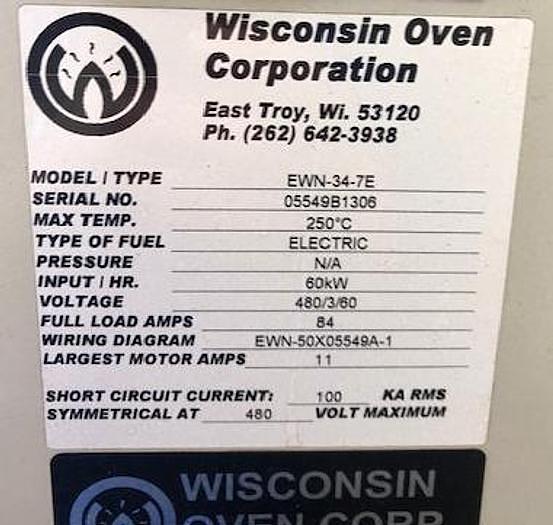 Wisconsin Oven
Corporation
East Troy, Wi. 53120
Ph. (262) 642-3938
MODEL / TYPE EWN-34-7E
SERIAL NO. 05549B1306
MAX TEMP. 250°C
TYPE OF FUEL ELECTRIC
PRESSURE N/A
INPUT / HR. 60kW
VOLTAGE 480/3/60
FULL LOAD AMPS 84
WIRING DIAGRAM EWN-50X05549A-1
LARGEST MOTOR AMPS 11
SHORT CIRCUIT CURRENT: 100 KA RMS
SYMMETRICAL AT 480 VOLT MAXIMUM
WISCONSIN
OVEN CORP